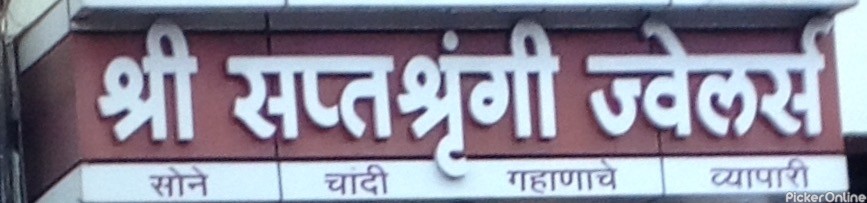 श्री सप्तश्रृंगी ज्वेलर्स
सोने चांदी गहाणाचे व्यापारी
PickerOnline